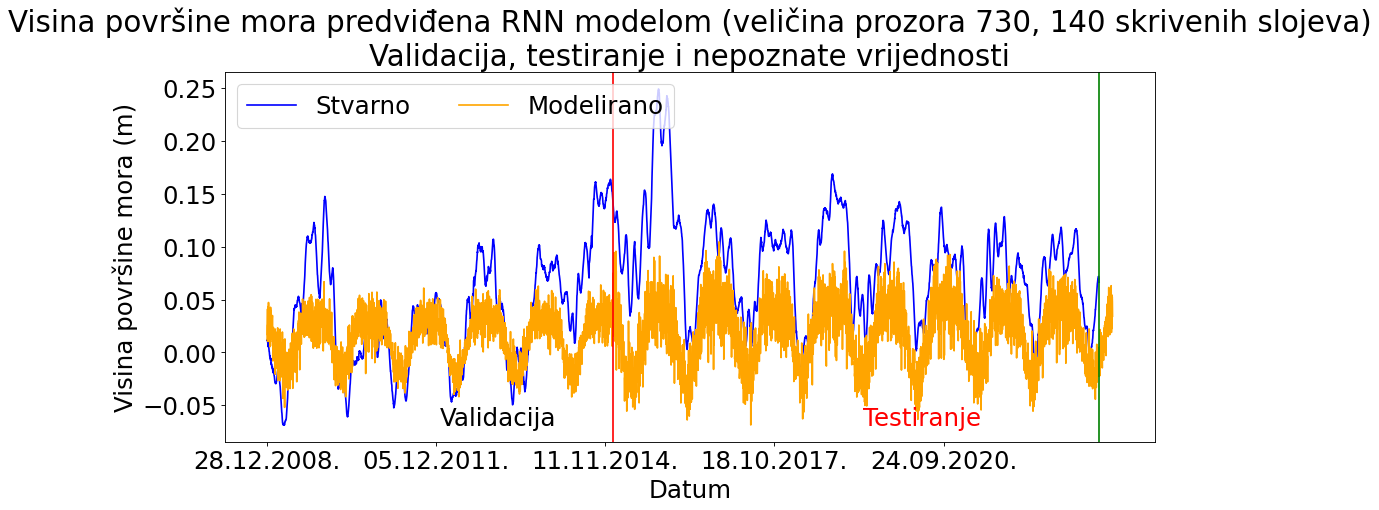 Visina površine mora predviđena RNN modelom (veličina prozora 730, 140 skrivenih slojeva)
Validacija, testiranje i nepoznate vrijednosti
Stvarno
Modelirano
Visina površine mora (m)
0.25
0.20
0.15
0.10
0.05
0.00
−0.05
Validacija
Testiranje
28.12.2008.
05.12.2011.
11.11.2014.
18.10.2017.
24.09.2020.
Datum